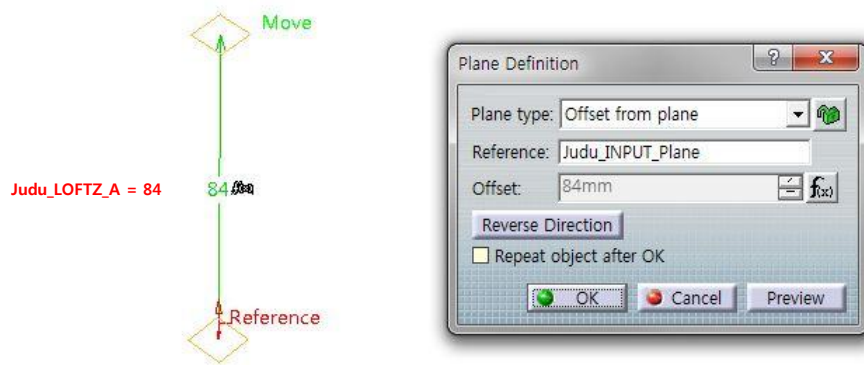 Move
Judu_LOFTZ_A = 84
84 f(x)
Reference
Plane Definition
Plane type: Offset from plane
Reference: Judu_INPUT_Plane
Offset: 84mm
f(x)
Reverse Direction
Repeat object after OK
OK Cancel Preview